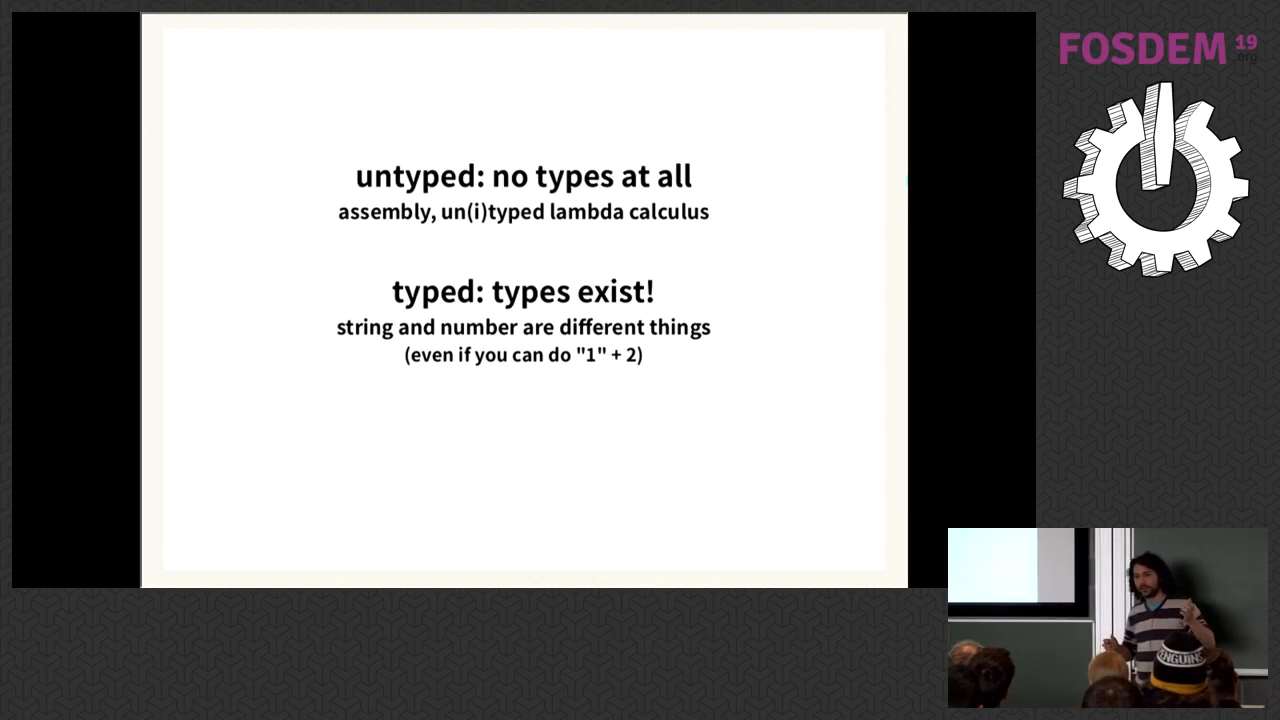 FOSDEM 19
.org
untyped: no types at all
assembly, un(i)typed lambda calculus
typed: types exist!
string and number are different things
(even if you can do "1" + 2)
ENGUINS